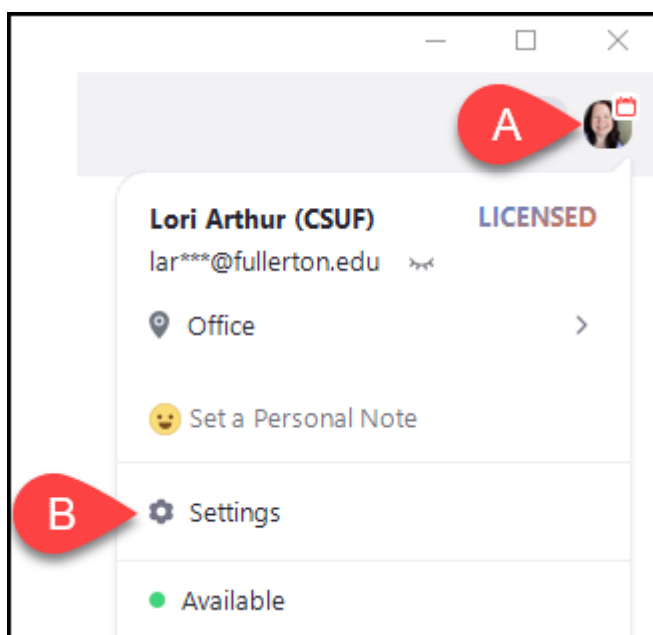 A
Lori Arthur (CSUF) LICENSED
lar***@fullerton.edu
Office
Set a Personal Note
B Settings
Available